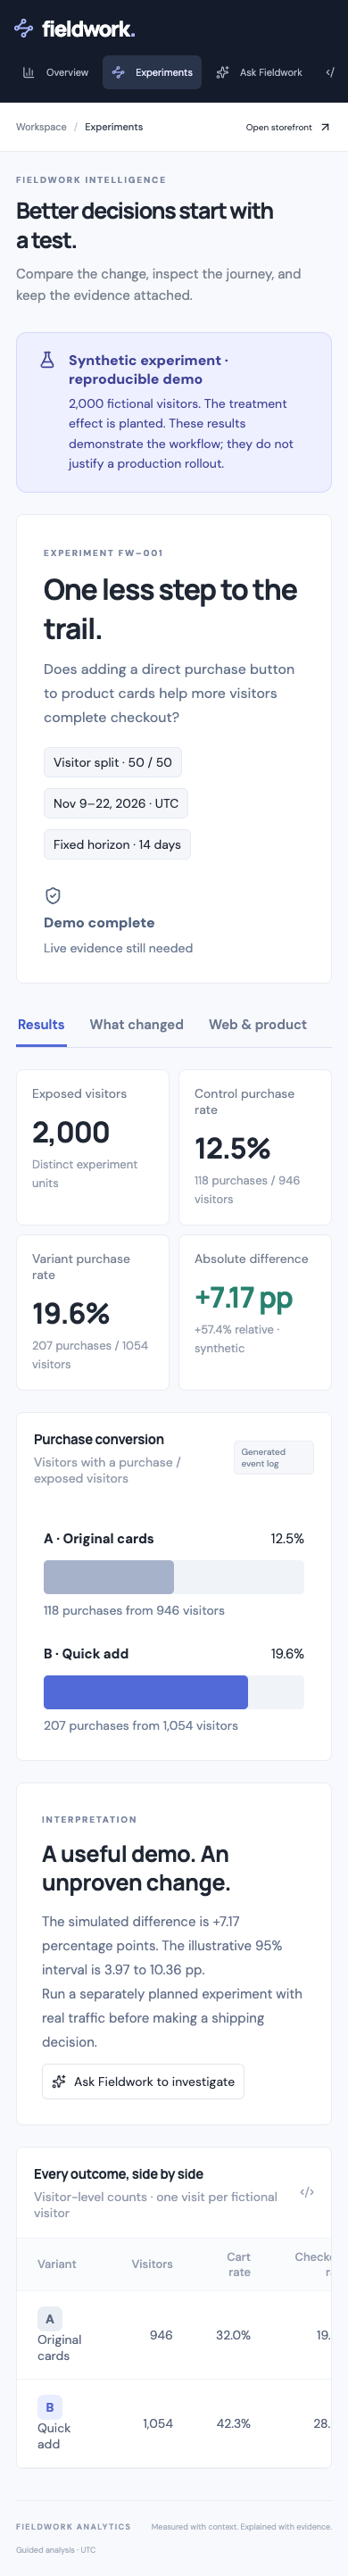 fieldwork.
Overview
Experiments
Ask Fieldwork
Workspace / Experiments
Open storefront
FIELDWORK INTELLIGENCE
Better decisions start with
a test.
Compare the change, inspect the journey, and
keep the evidence attached.
Synthetic experiment ·
reproducible demo
2,000 fictional visitors. The treatment
effect is planted. These results
demonstrate the workflow; they do not
justify a production rollout.
EXPERIMENT FW–001
One less step to the
trail.
Does adding a direct purchase button
to product cards help more visitors
complete checkout?
Visitor split · 50 / 50
Nov 9–22, 2026 · UTC
Fixed horizon · 14 days
Demo complete
Live evidence still needed
Results
What changed
Web & product
Exposed visitors
2,000
Distinct experiment
units
Control purchase
rate
12.5%
118 purchases / 946
visitors
Variant purchase
rate
19.6%
207 purchases / 1054
visitors
Absolute difference
+7.17 pp
+57.4% relative ·
synthetic
Purchase conversion
Visitors with a purchase /
exposed visitors
Generated
event log
A · Original cards 12.5%
118 purchases from 946 visitors
B · Quick add 19.6%
207 purchases from 1,054 visitors
INTERPRETATION
A useful demo. An
unproven change.
The simulated difference is +7.17
percentage points. The illustrative 95%
interval is 3.97 to 10.36 pp.
Run a separately planned experiment with
real traffic before making a shipping
decision.
Ask Fieldwork to investigate
Every outcome, side by side
Visitor-level counts · one visit per fictional
visitor
Variant Visitors Cart
rate
A
Original
cards
946 32.0% 19.
B
Quick
add
1,054 42.3% 28.
FIELDWORK ANALYTICS
Measured with context. Explained with evidence.
Guided analysis · UTC